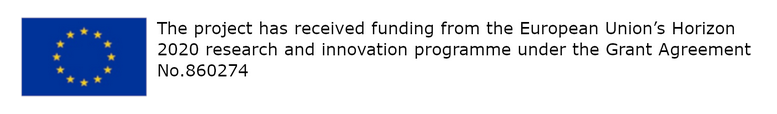 The project has received funding from the European Union’s Horizon
2020 research and innovation programme under the Grant Agreement
No.860274